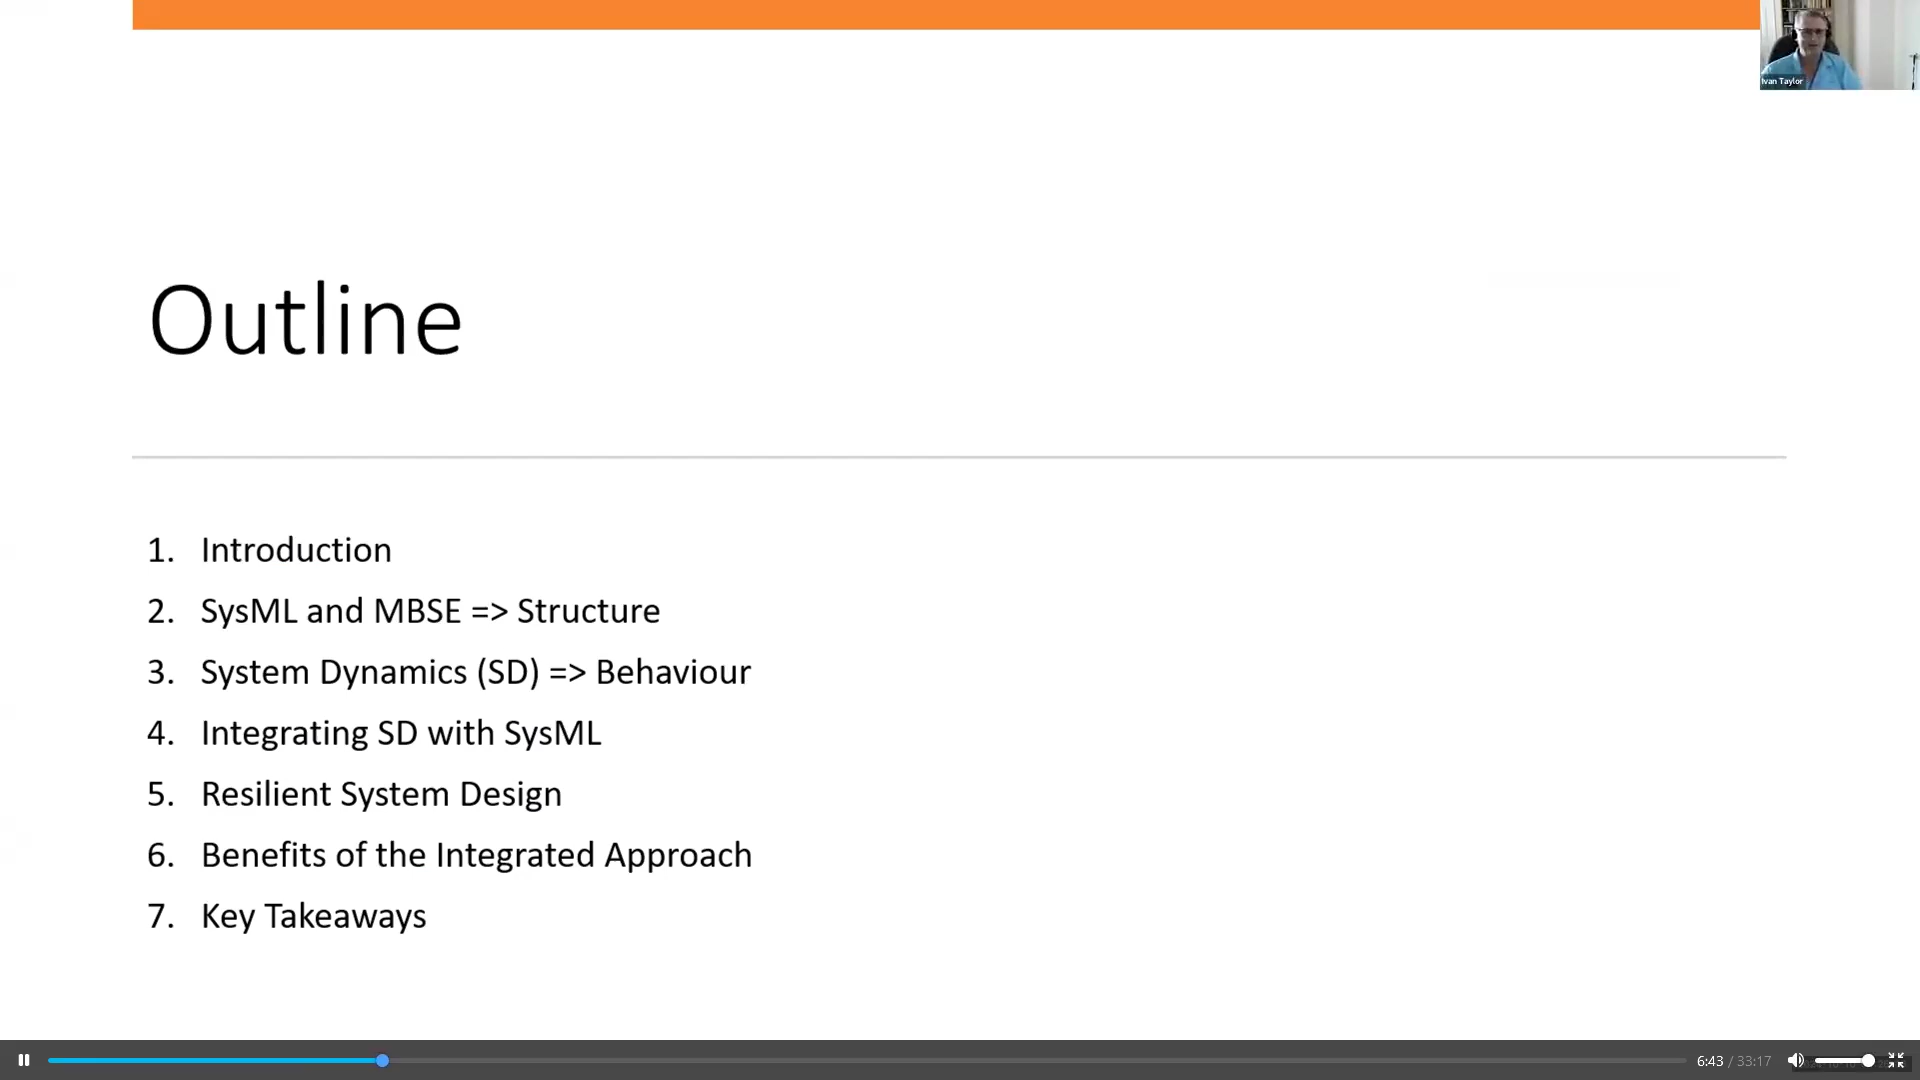 Ivan Taylor
Outline
1. Introduction
2. SysML and MBSE => Structure
3. System Dynamics (SD) => Behaviour
4. Integrating SD with SysML
5. Resilient System Design
6. Benefits of the Integrated Approach
7. Key Takeaways
6:43 / 33:17